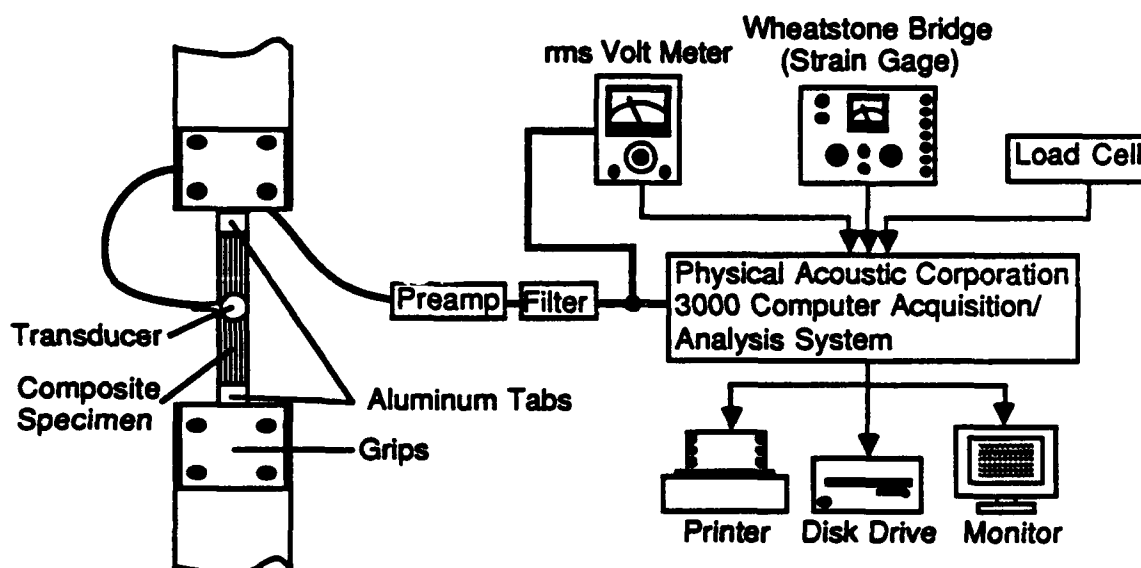 Wheatstone Bridge
(Strain Gage)
rms Volt Meter
Load Cell
Preamp
Filter
Physical Acoustic Corporation
3000 Computer Acquisition/
Analysis System
Transducer
Composite
Specimen
Aluminum Tabs
Grips
Printer
Disk Drive
Monitor